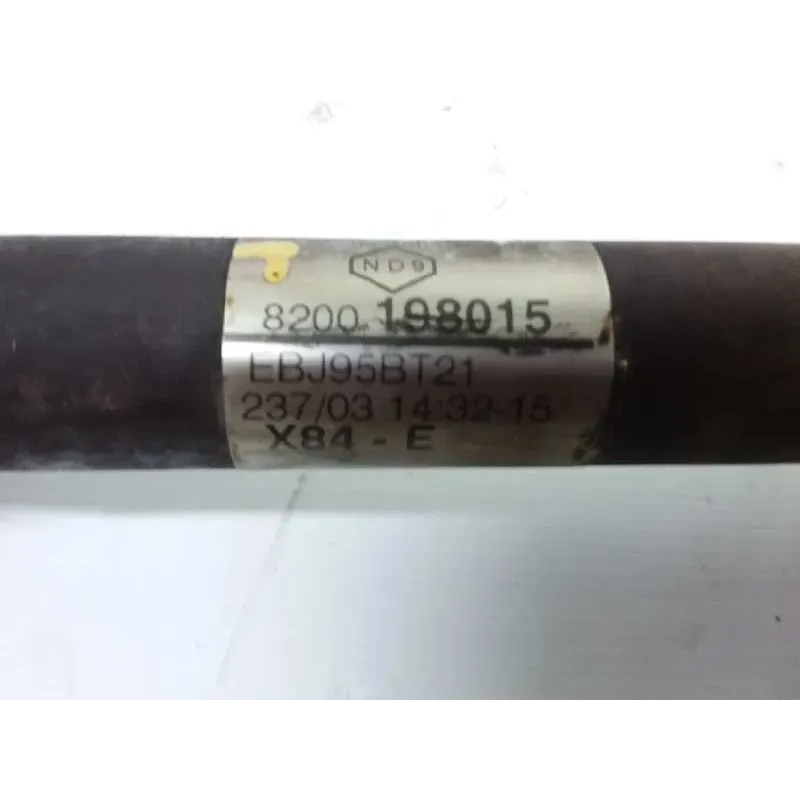 ND9
8200 198015
EBJ95BT21
237/03 14:32-15
X84 - E